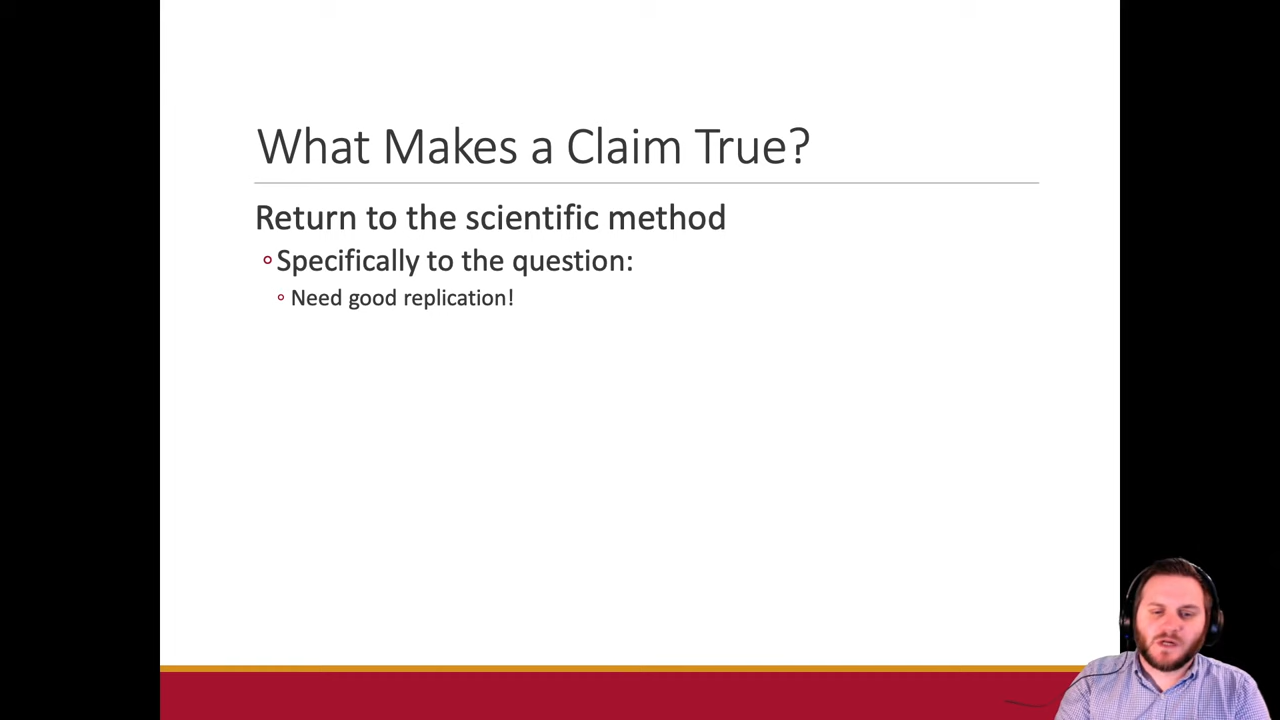 What Makes a Claim True?
Return to the scientific method
◦Specifically to the question:
◦ Need good replication!